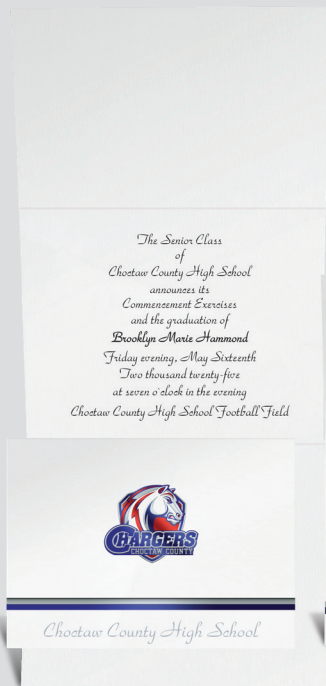 The Senior Class
of
Choctaw County High School
announces its
Commencement Exercises
and the graduation of
Brooklyn Marie Hammond
Friday evening, May Sixteenth
Two thousand twenty-five
at seven o'clock in the evening
Choctaw County High School Football Field
CHARGERS
CHOCTAW COUNTY
Choctaw County High School